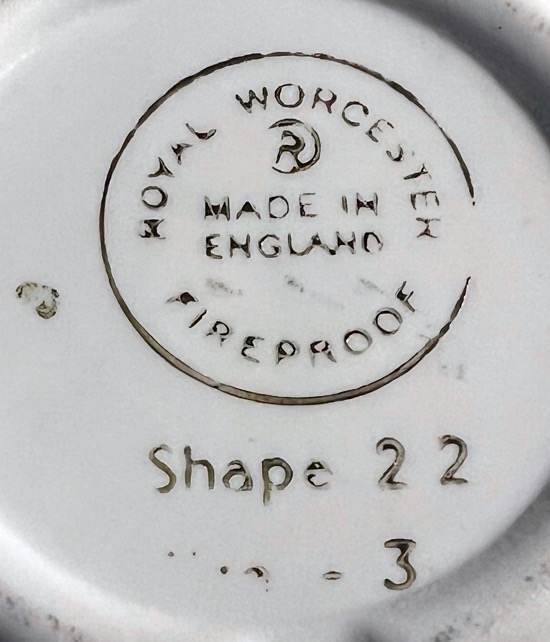 ROYAL WORCESTER
R
MADE IN
ENGLAND
FIREPROOF
Shape 22
- 3